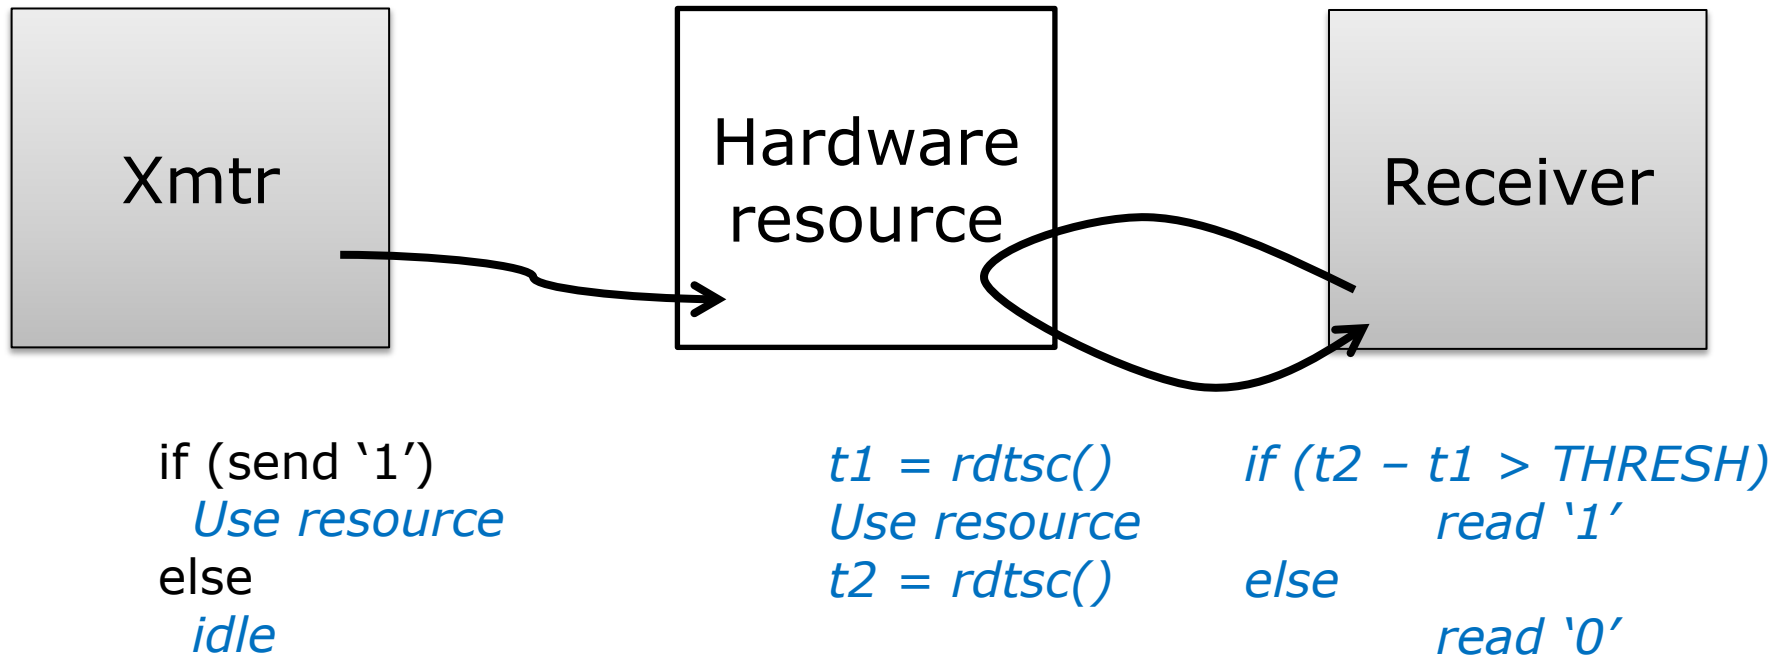 Xmtr
Hardware
resource
Receiver
if (send ‘1’)
Use resource
else
idle
t1 = rdtsc()
Use resource
t2 = rdtsc()
if (t2 – t1 > THRESH)
read ‘1’
else
read ‘0’